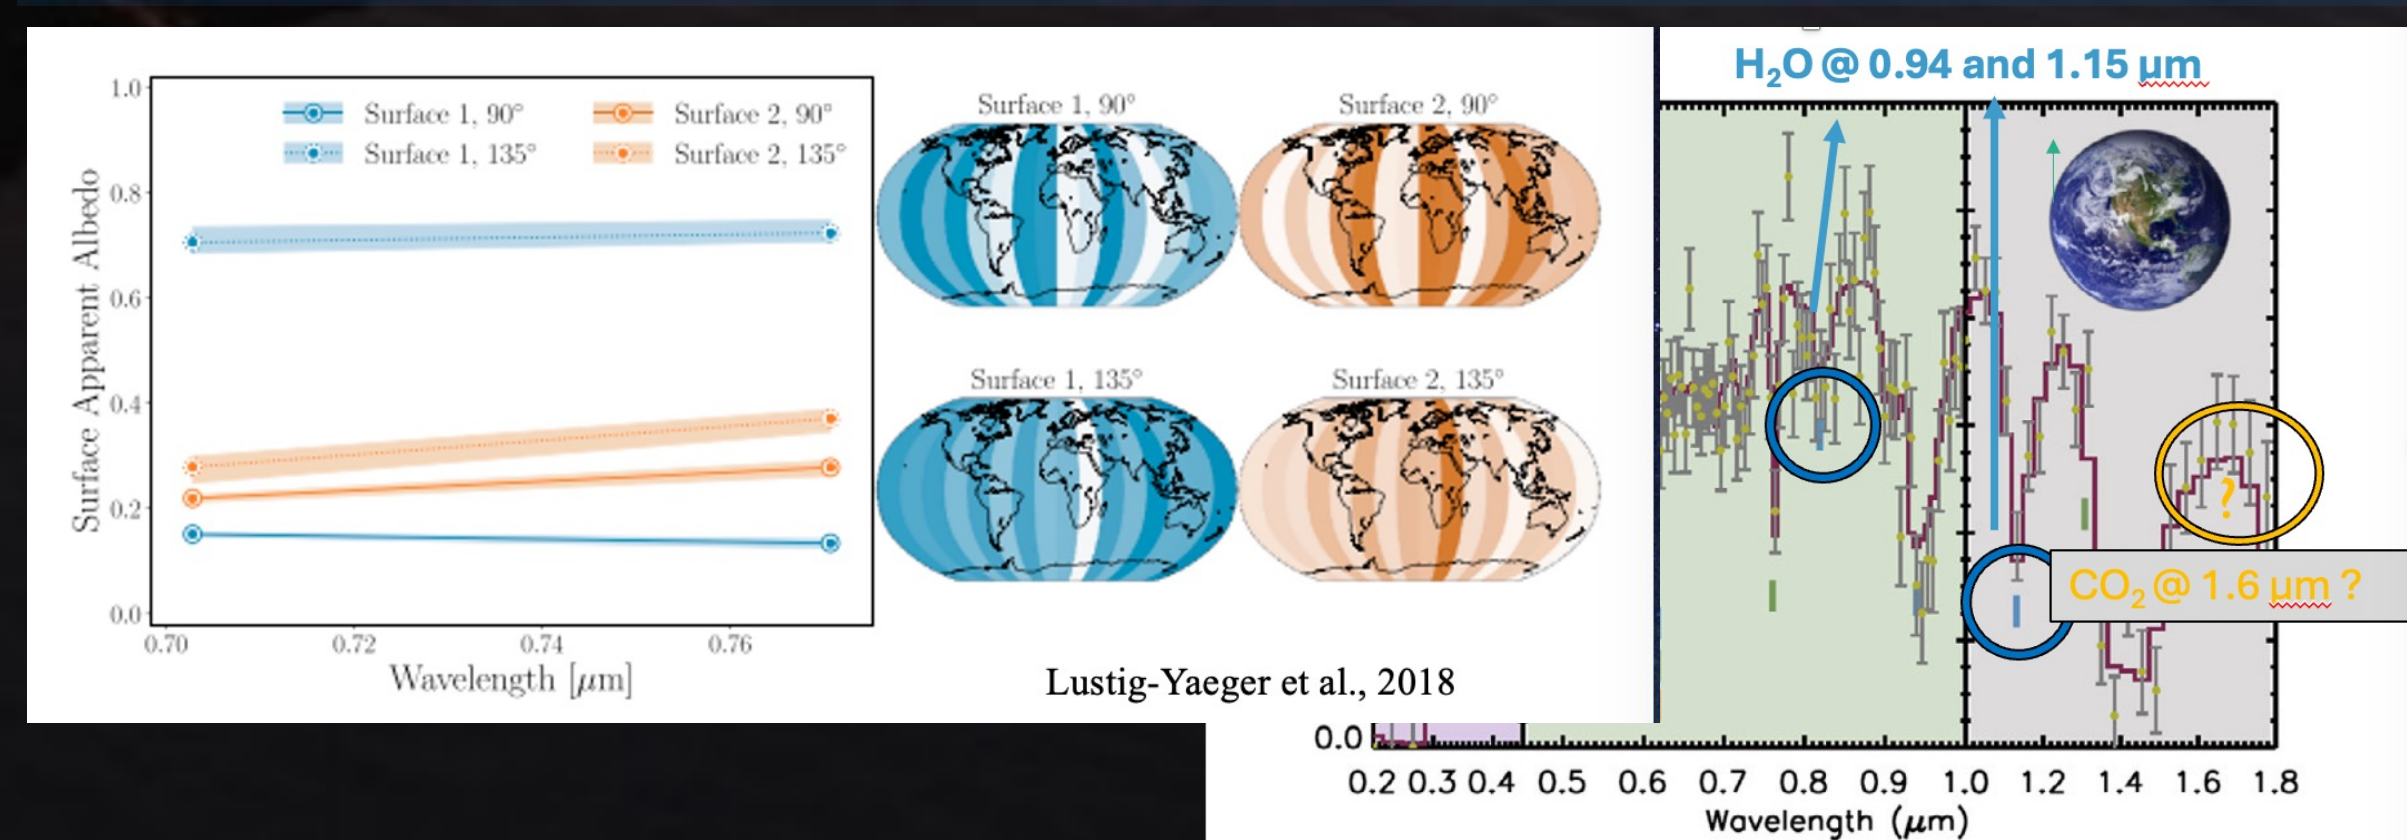 1.0
0.8
0.6
0.4
0.2
0.0
Surface Apparent Albedo
Surface 1, 90°
Surface 2, 90°
Surface 1, 135°
Surface 2, 135°
0.70 0.72 0.74 0.76
Wavelength [μm]
Surface 1, 90°
Surface 2, 90°
Surface 1, 135°
Surface 2, 135°
Lustig-Yaeger et al., 2018
H₂O @ 0.94 and 1.15 μm
?
CO₂ @ 1.6 μm ?
0.0
0.2 0.3 0.4 0.5 0.6 0.7 0.8 0.9 1.0 1.2 1.4 1.6 1.8
Wavelength (μm)